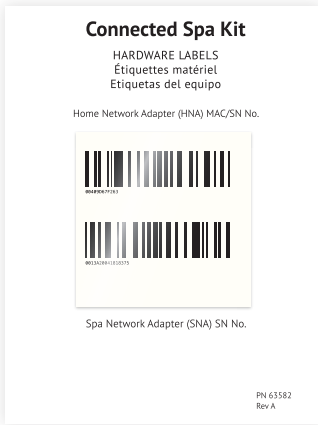 Connected Spa Kit
HARDWARE LABELS
Étiquettes matériel
Etiquetas del equipo
Home Network Adapter (HNA) MAC/SN No.
Spa Network Adapter (SNA) SN No.
PN 63582
Rev A